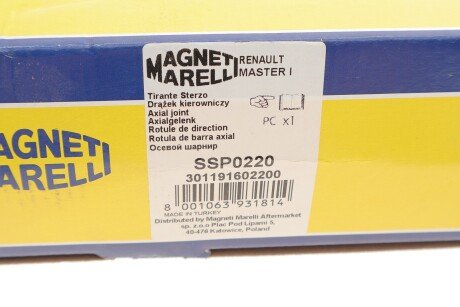 MAGNETI
MARELLI
RENAULT
MASTER I
Tirante Sterzo
Drążek kierowniczy
Axial joint
Axialgelenk
Rotule de direction
Rotula de barra axial
Осевой шарнир
PC x1
SSP0220
301191602200
8 001063 931814
MADE IN TURKEY
Distributed by Magneti Marelli Aftermarket
sp. z.o.o Plac Pod Lipami 5,
40-476 Katowice, Poland
AGNETI
ARELLI